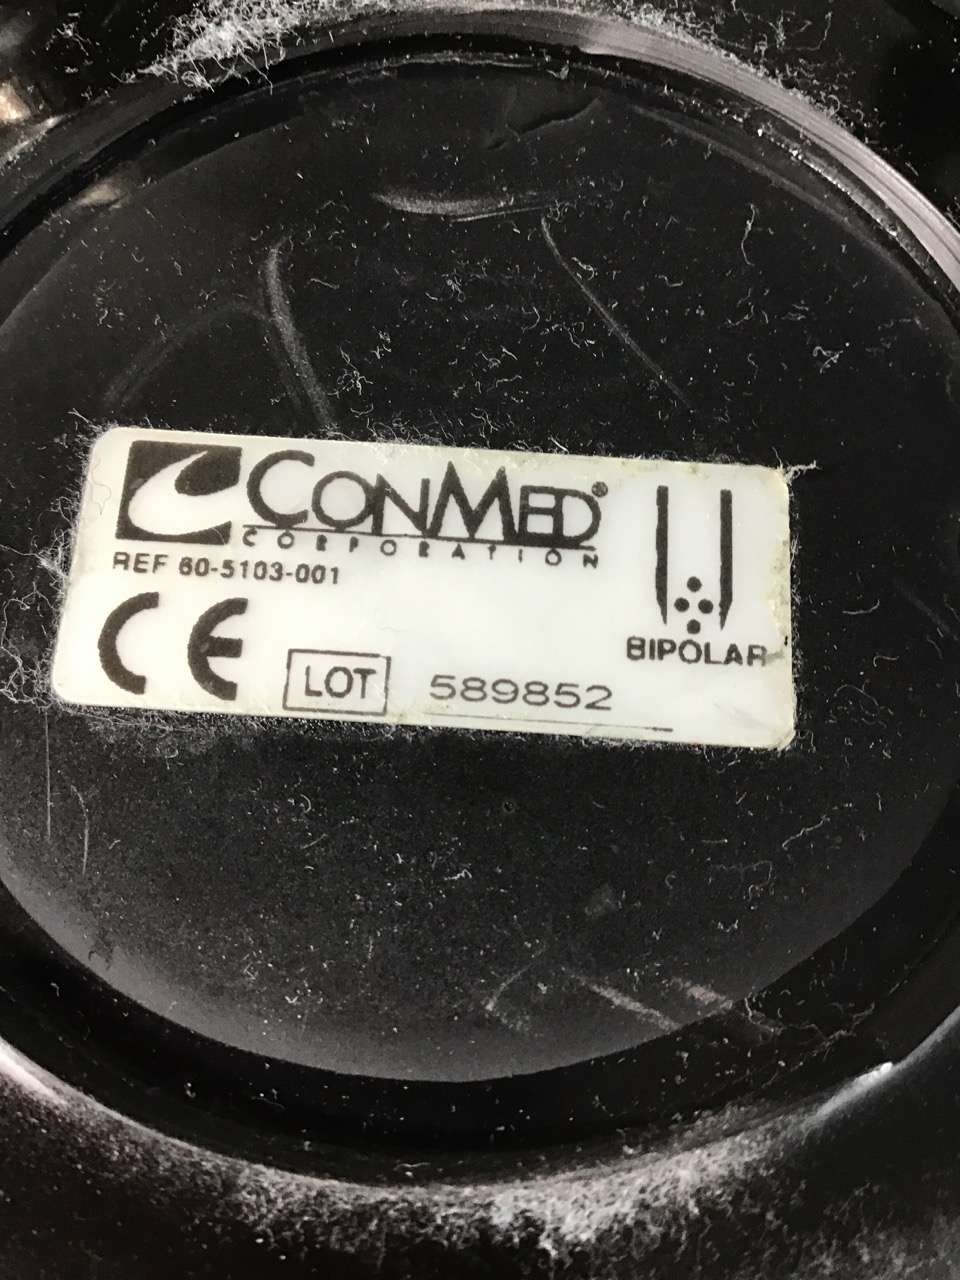 CONMED®
CORPORATION
REF 60-5103-001
CE
LOT 589852
BIPOLAR